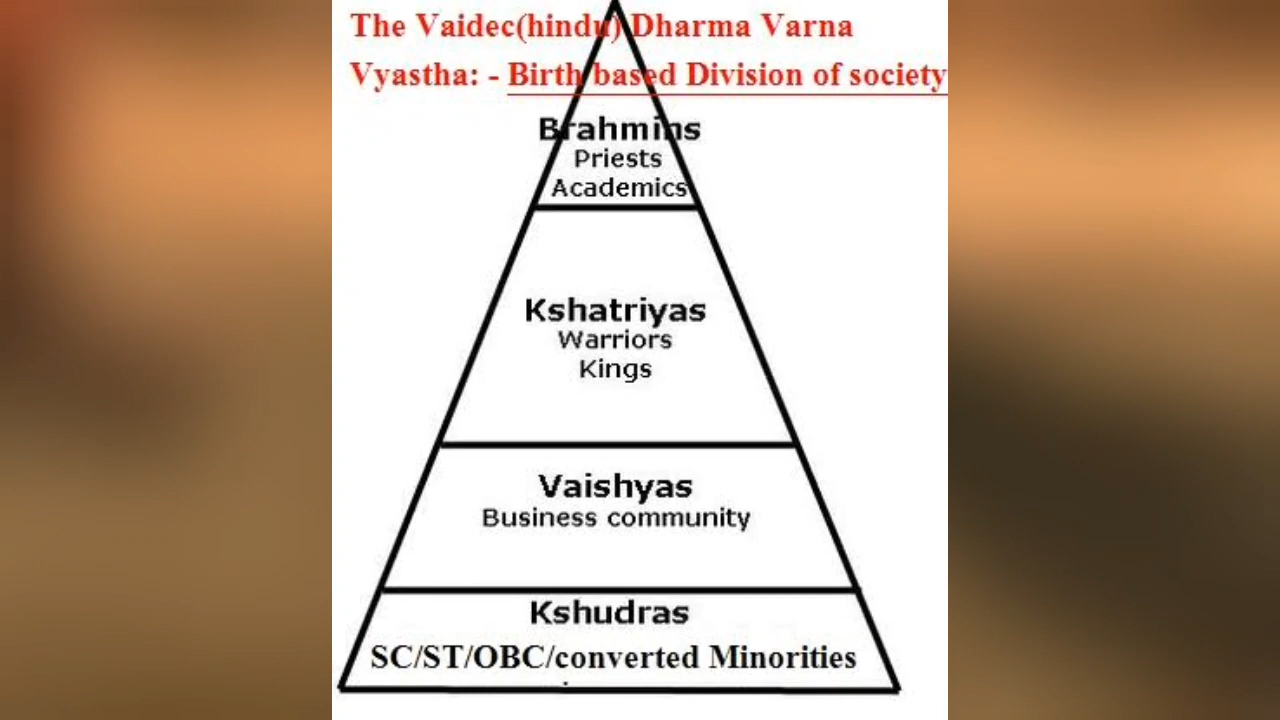 The Vaidec(hindu) Dharma Varna
Vyastha: - Birth based Division of society
Brahmins
Priests
Academics
Kshatriyas
Warriors
Kings
Vaishyas
Business community
Kshudras
SC/ST/OBC/converted Minorities